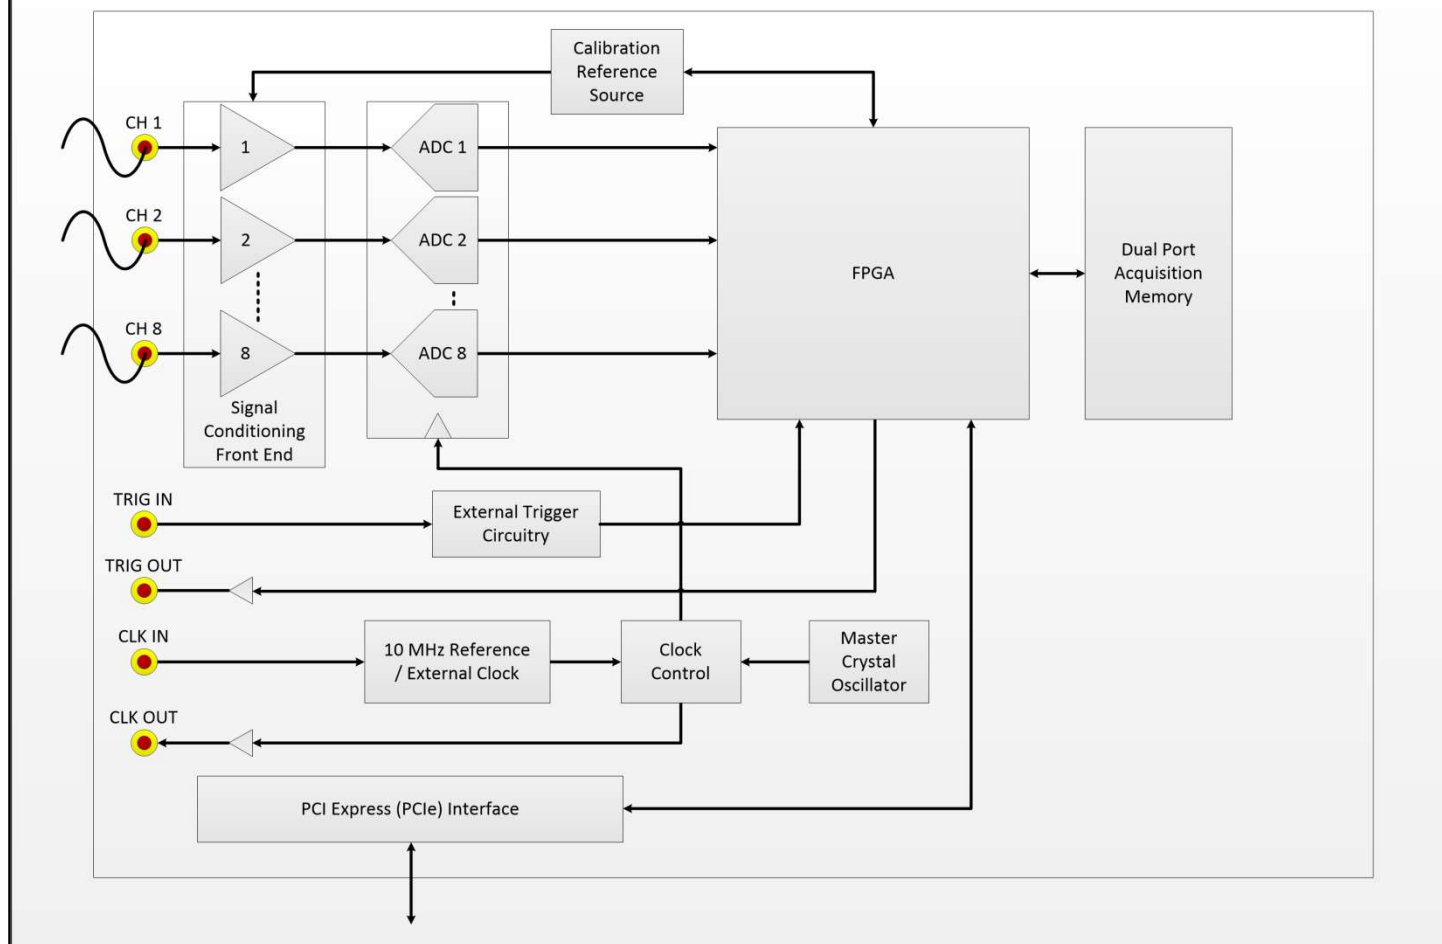 Calibration
Reference
Source
CH 1
1
ADC 1
CH 2
2
ADC 2
FPGA
Dual Port
Acquisition
Memory
CH 8
8
ADC 8
Signal
Conditioning
Front End
TRIG IN
External Trigger
Circuitry
TRIG OUT
CLK IN
10 MHz Reference
/ External Clock
Clock
Control
Master
Crystal
Oscillator
CLK OUT
PCI Express (PCIe) Interface